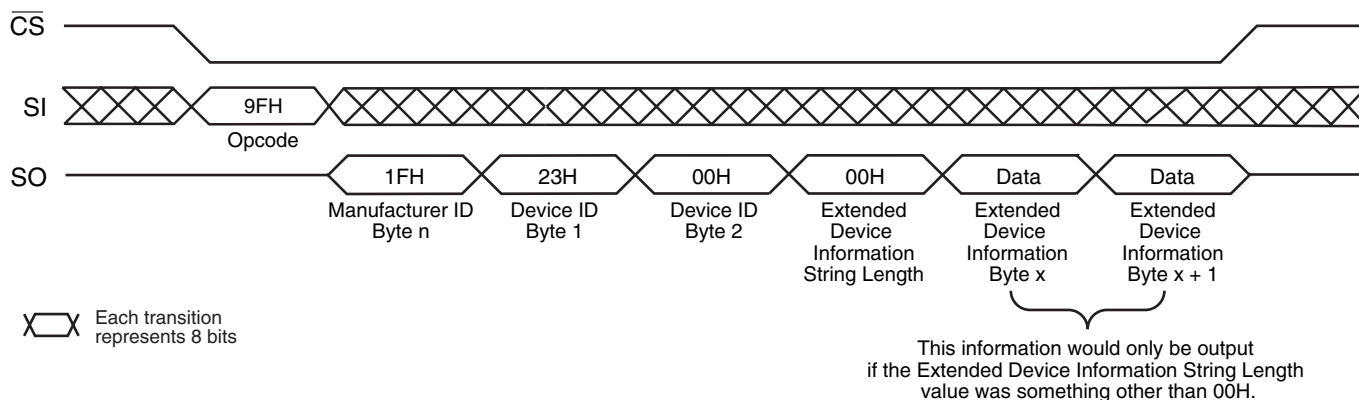 CS
SI
9FH
Opcode
SO
1FH
23H
00H
00H
Data
Data
Manufacturer ID
Byte n
Device ID
Byte 1
Device ID
Byte 2
Extended
Device
Information
String Length
Extended
Device
Information
Byte x
Extended
Device
Information
Byte x + 1
Each transition
represents 8 bits
This information would only be output
if the Extended Device Information String Length
value was something other than 00H.